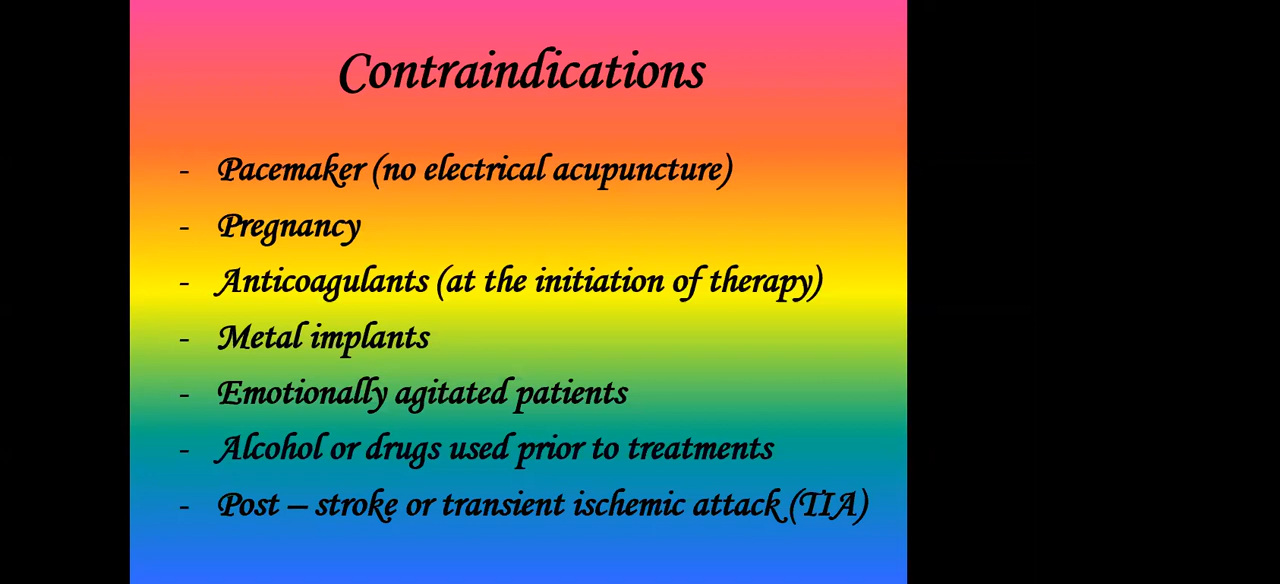 Contraindications
- Pacemaker (no electrical acupuncture)
- Pregnancy
- Anticoagulants (at the initiation of therapy)
- Metal implants
- Emotionally agitated patients
- Alcohol or drugs used prior to treatments
- Post – stroke or transient ischemic attack (TIA)